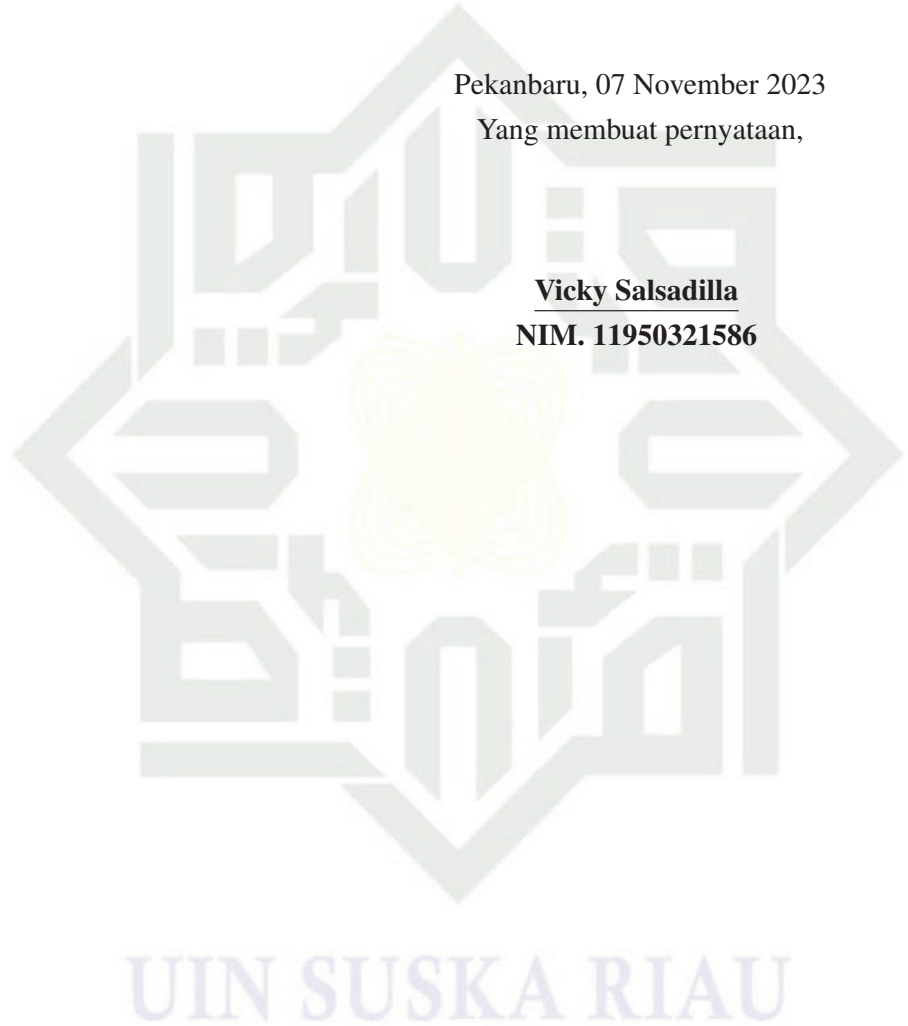 Pekanbaru, 07 November 2023
Yang membuat pernyataan,
Vicky Salsadilla
NIM. 11950321586
UIN SUSKA RIAU